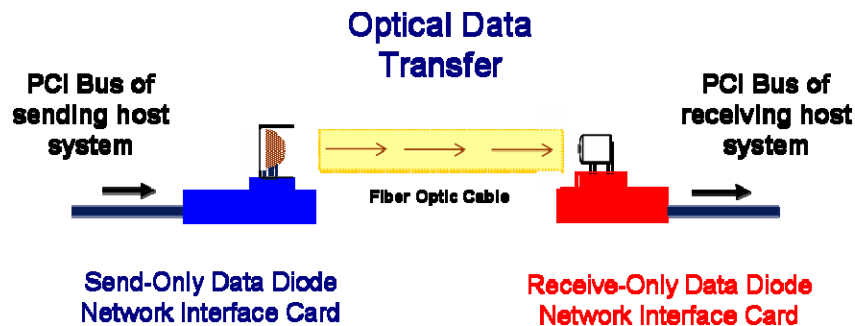 Optical Data
Transfer
PCI Bus of
sending host
system
PCI Bus of
receiving host
system
Fiber Optic Cable
Send-Only Data Diode
Network Interface Card
Receive-Only Data Diode
Network Interface Card